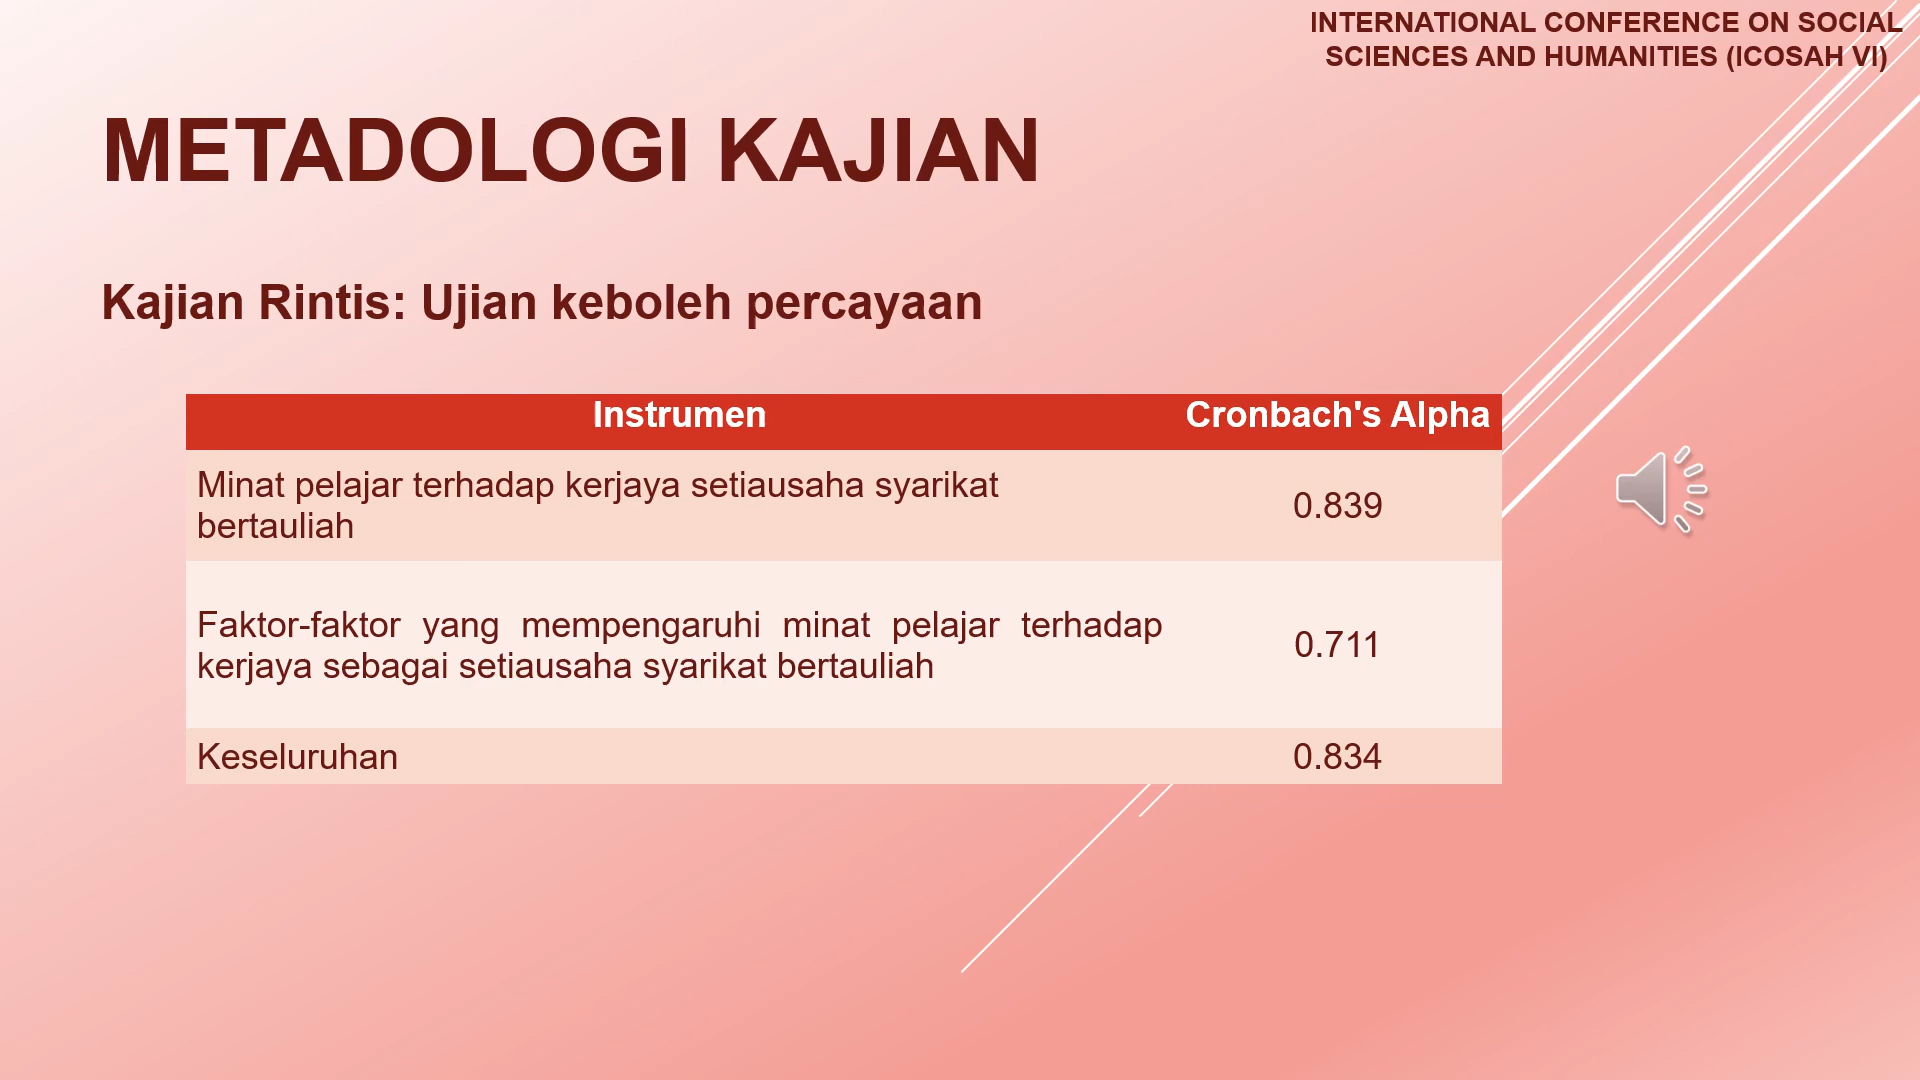 INTERNATIONAL CONFERENCE ON SOCIAL
SCIENCES AND HUMANITIES (ICOSAH VI)
METADOLOGI KAJIAN
Kajian Rintis: Ujian keboleh percayaan
Instrumen Cronbach's Alpha
Minat pelajar terhadap kerjaya setiausaha syarikat
bertauliah
0.839
Faktor-faktor yang mempengaruhi minat pelajar terhadap
kerjaya sebagai setiausaha syarikat bertauliah
0.711
Keseluruhan 0.834